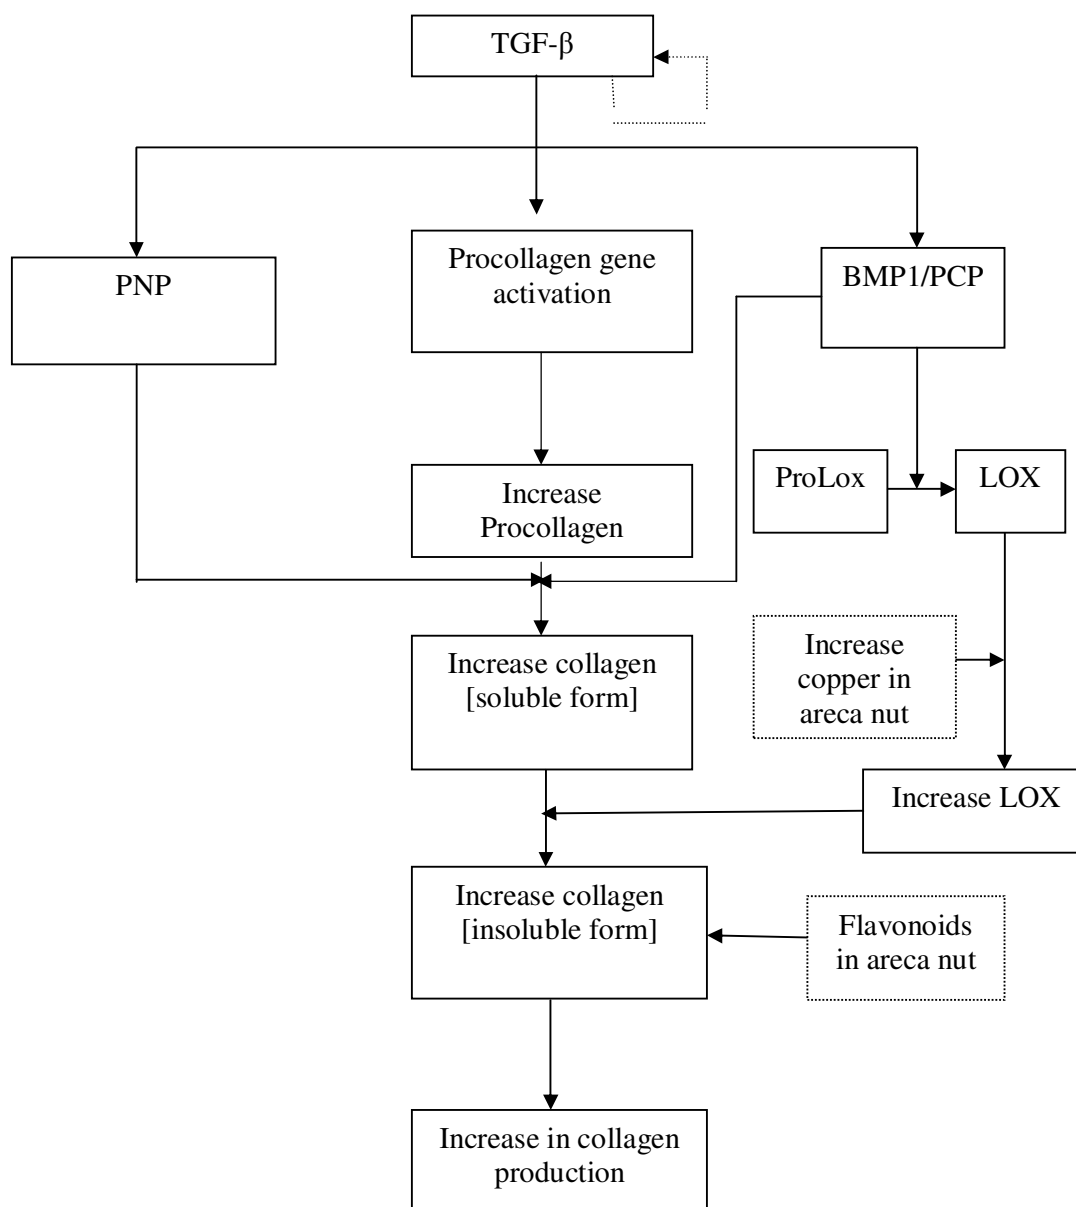 TGF-β
Procollagen gene
activation
PNP
BMP1/PCP
ProLox
LOX
Increase
Procollagen
Increase
copper in
areca nut
Increase collagen
[soluble form]
Increase LOX
Increase collagen
[insoluble form]
Flavonoids
in areca nut
Increase in collagen
production